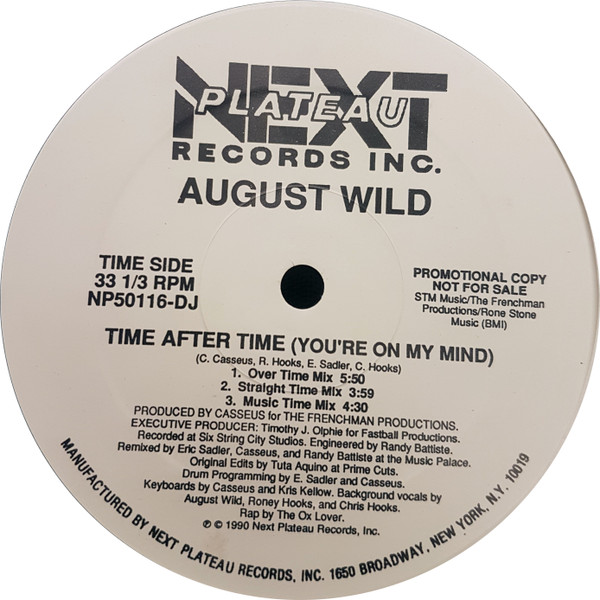 NEXT
PLATEAU
RECORDS INC.
AUGUST WILD
TIME SIDE
33 1/3 RPM
NP50116-DJ
PROMOTIONAL COPY
NOT FOR SALE
STM Music/The Frenchman
Productions/Rone Stone
Music (BMI)
TIME AFTER TIME (YOU'RE ON MY MIND)
(C. Casseus, R. Hooks, E. Sadler, C. Hooks)
1. Over Time Mix 5:50
2. Straight Time Mix 3:59
3. Music Time Mix 4:30
PRODUCED BY CASSEUS for THE FRENCHMAN PRODUCTIONS.
EXECUTIVE PRODUCER: Timothy J. Olphie for Fastball Productions.
Recorded at Six String City Studios. Engineered by Randy Battiste.
Remixed by Eric Sadler, Casseus, and Randy Battiste at the Music Palace.
Original Edits by Tuta Aquino at Prime Cuts.
Drum Programming by E. Sadler and Casseus.
Keyboards by Casseus and Kris Kellow. Background vocals by
August Wild, Roney Hooks, and Chris Hooks.
Rap by The Ox Lover.
℗ © 1990 Next Plateau Records, Inc.
MANUFACTURED BY NEXT PLATEAU RECORDS, INC. 1650 BROADWAY, NEW YORK, N.Y. 10019